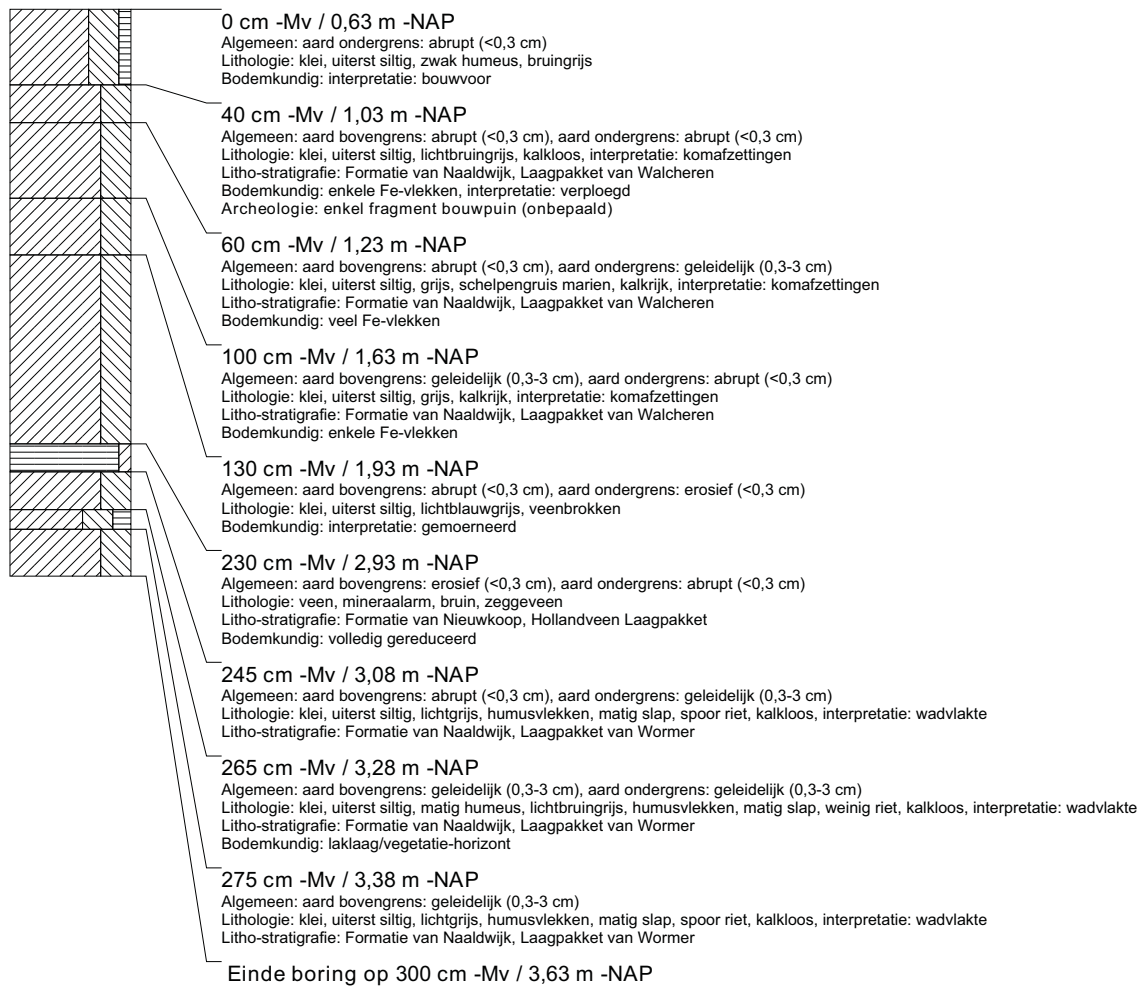 0 cm -Mv / 0,63 m -NAP
Algemeen: aard ondergrens: abrupt (<0,3 cm)
Lithologie: klei, uiterst siltig, zwak humeus, bruingrijs
Bodemkundig: interpretatie: bouwvoor
40 cm -Mv / 1,03 m -NAP
Algemeen: aard bovengrens: abrupt (<0,3 cm), aard ondergrens: abrupt (<0,3 cm)
Lithologie: klei, uiterst siltig, lichtbruingrijs, kalkloos, interpretatie: komafzettingen
Litho-stratigrafie: Formatie van Naaldwijk, Laagpakket van Walcheren
Bodemkundig: enkele Fe-vlekken, interpretatie: verploegd
Archeologie: enkel fragment bouwpuin (onbepaald)
60 cm -Mv / 1,23 m -NAP
Algemeen: aard bovengrens: abrupt (<0,3 cm), aard ondergrens: geleidelijk (0,3-3 cm)
Lithologie: klei, uiterst siltig, grijs, schelpengruis marien, kalkrijk, interpretatie: komafzettingen
Litho-stratigrafie: Formatie van Naaldwijk, Laagpakket van Walcheren
Bodemkundig: veel Fe-vlekken
100 cm -Mv / 1,63 m -NAP
Algemeen: aard bovengrens: geleidelijk (0,3-3 cm), aard ondergrens: abrupt (<0,3 cm)
Lithologie: klei, uiterst siltig, grijs, kalkrijk, interpretatie: komafzettingen
Litho-stratigrafie: Formatie van Naaldwijk, Laagpakket van Walcheren
Bodemkundig: enkele Fe-vlekken
130 cm -Mv / 1,93 m -NAP
Algemeen: aard bovengrens: abrupt (<0,3 cm), aard ondergrens: erosief (<0,3 cm)
Lithologie: klei, uiterst siltig, lichtblauwgrijs, veenbrokken
Bodemkundig: interpretatie: gemoerneerd
230 cm -Mv / 2,93 m -NAP
Algemeen: aard bovengrens: erosief (<0,3 cm), aard ondergrens: abrupt (<0,3 cm)
Lithologie: veen, mineraalarm, bruin, zeggeveen
Litho-stratigrafie: Formatie van Nieuwkoop, Hollandveen Laagpakket
Bodemkundig: volledig gereduceerd
245 cm -Mv / 3,08 m -NAP
Algemeen: aard bovengrens: abrupt (<0,3 cm), aard ondergrens: geleidelijk (0,3-3 cm)
Lithologie: klei, uiterst siltig, lichtgrijs, humusvlekken, matig slap, spoor riet, kalkloos, interpretatie: wadvlakte
Litho-stratigrafie: Formatie van Naaldwijk, Laagpakket van Wormer
265 cm -Mv / 3,28 m -NAP
Algemeen: aard bovengrens: geleidelijk (0,3-3 cm), aard ondergrens: geleidelijk (0,3-3 cm)
Lithologie: klei, uiterst siltig, matig humeus, lichtbruingrijs, humusvlekken, matig slap, weinig riet, kalkloos, interpretatie: wadvlakte
Litho-stratigrafie: Formatie van Naaldwijk, Laagpakket van Wormer
Bodemkundig: laklaag/vegetatie-horizont
275 cm -Mv / 3,38 m -NAP
Algemeen: aard bovengrens: geleidelijk (0,3-3 cm)
Lithologie: klei, uiterst siltig, lichtgrijs, humusvlekken, matig slap, spoor riet, kalkloos, interpretatie: wadvlakte
Litho-stratigrafie: Formatie van Naaldwijk, Laagpakket van Wormer
Einde boring op 300 cm -Mv / 3,63 m -NAP